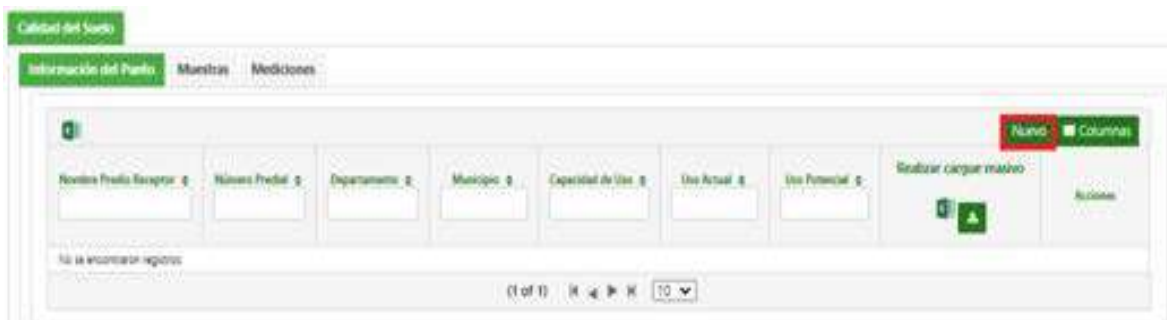 Calidad del Suelo
Información del Punto Muestras Mediciones
Nuevo Columnas
Nombre Predio Receptor Número Predial Departamento Municipio Capacidad de Uso Uso Actual Uso Potencial Realizar cargue masivo Acciones
No se encontraron registros
(1 of 1) 10